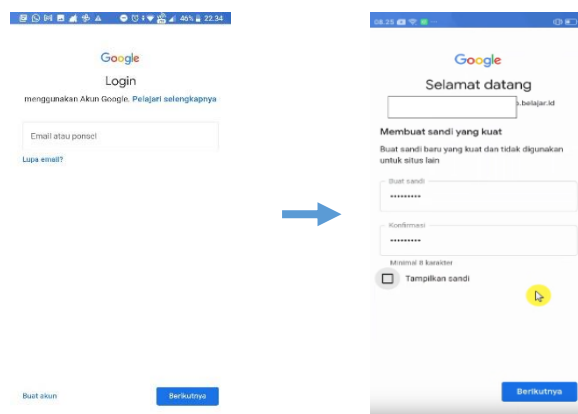 46% 22.34
Google
Login
menggunakan Akun Google. Pelajari selengkapnya
Email atau ponsel
Lupa email?
Buat akun
Berikutnya
08.25
Google
Selamat datang
.belajar.id
Membuat sandi yang kuat
Buat sandi baru yang kuat dan tidak digunakan
untuk situs lain
Buat sandi
•••••••••
Konfirmasi
•••••••••
Minimal 8 karakter
Tampilkan sandi
Berikutnya